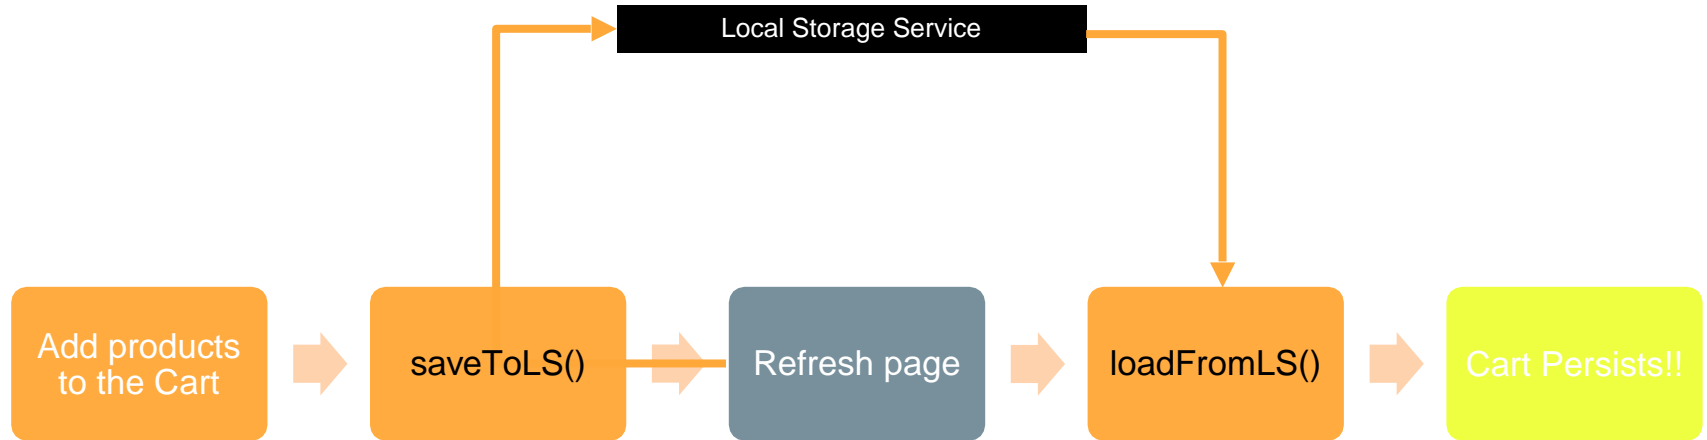 Local Storage Service
Add products
to the Cart
saveToLS()
Refresh page
loadFromLS()
Cart Persists!!